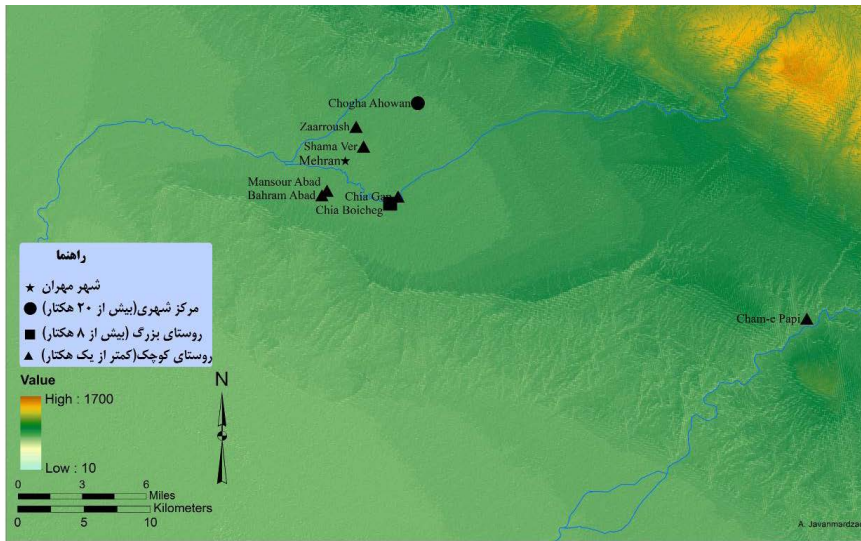 Chogha Ahowan
Zaarroush
Shama Ver
Mehran
Mansour Abad
Bahram Abad
Chia Gap
Chia Boicheg
Cham-e Papi
راهنما
شهر مهران
مرکز شهری(بیش از ۲۰ هکتار)
روستای بزرگ (بیش از ۸ هکتار)
روستای کوچک(کمتر از یک هکتار)
Value
High : 1700
Low : 10
N
0 3 6
Miles
Kilometers
0 5 10
A.